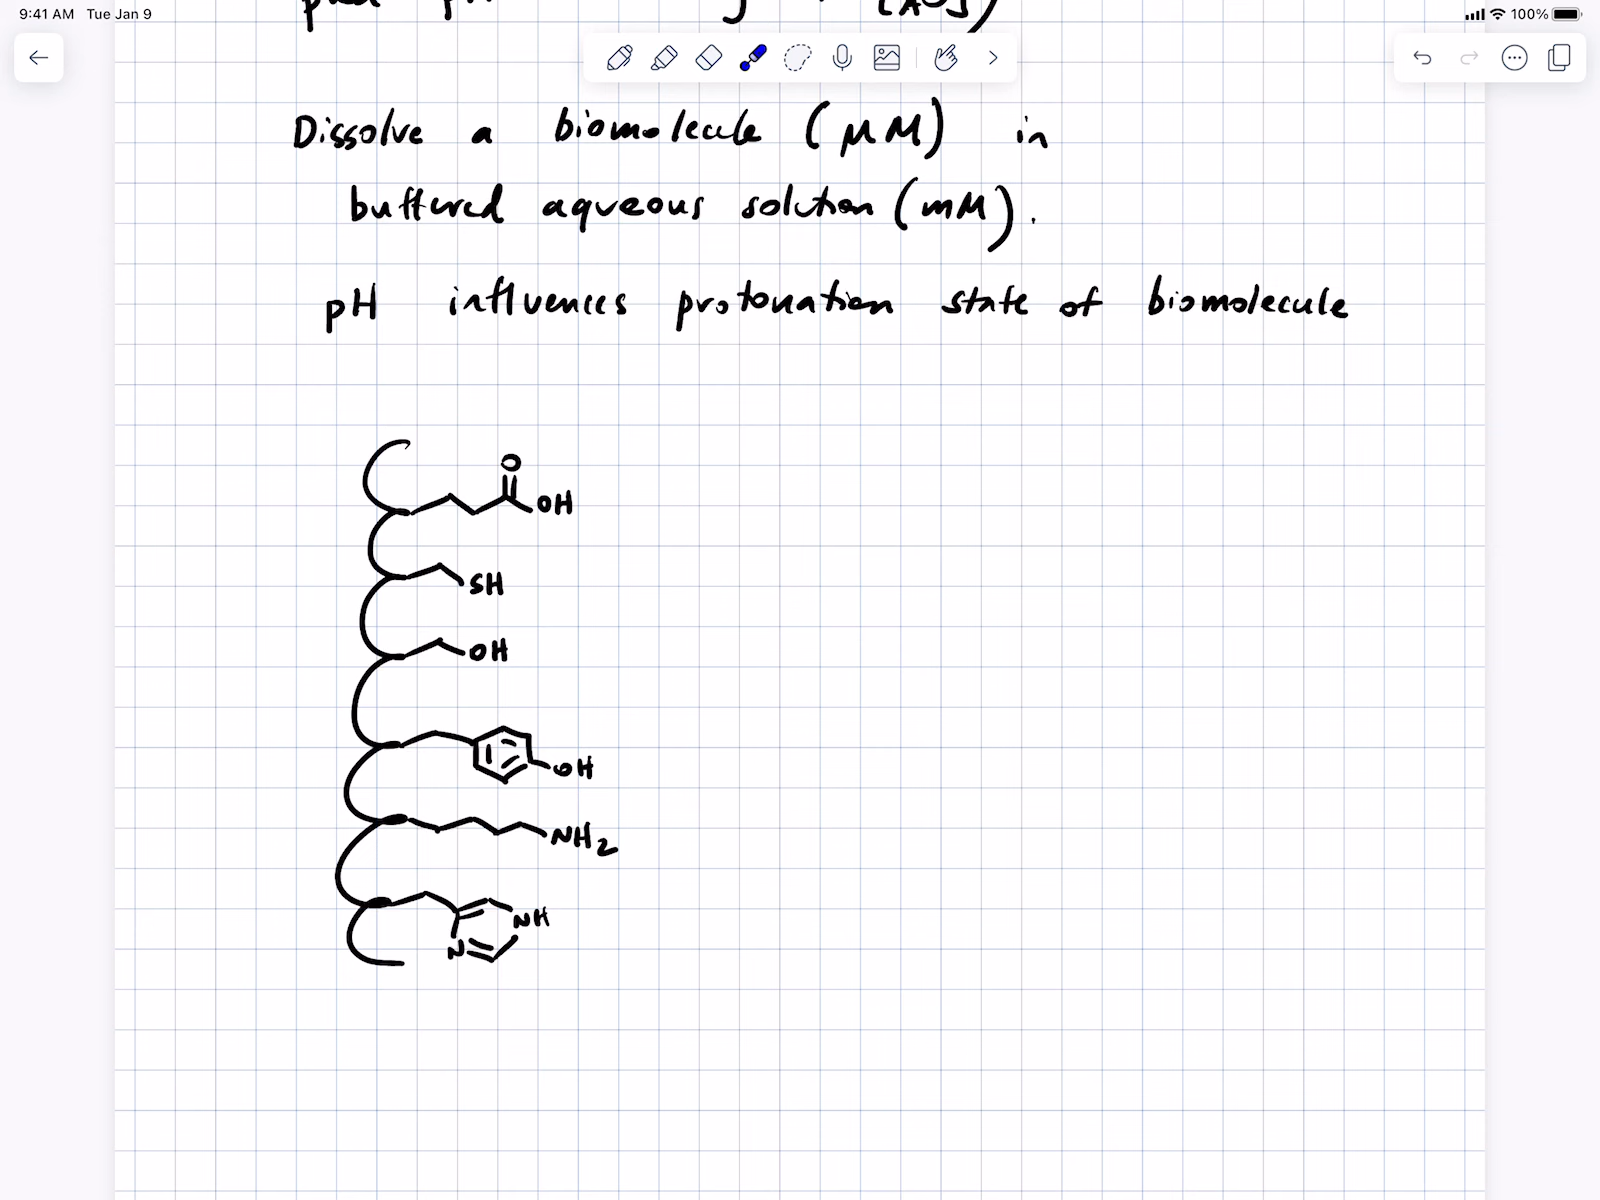 9:41 AM Tue Jan 9
100%
Dissolve a biomolecule (μM) in
buffered aqueous solution (mM).
pH influences protonation state of biomolecule
O
OH
SH
OH
OH
NH2
NH
N